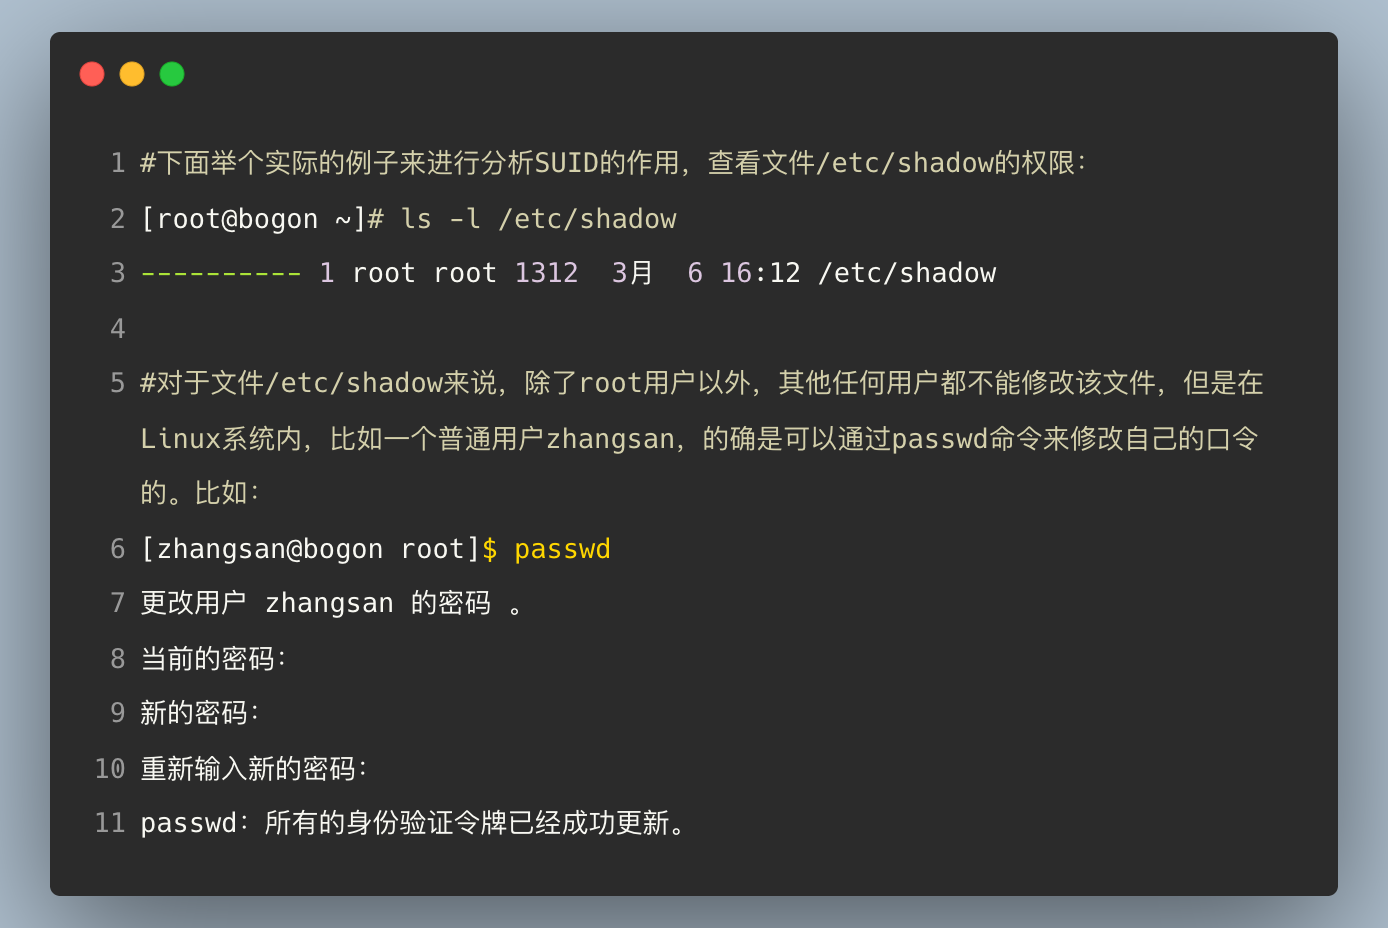 1 #下面举个实际的例子来进行分析SUID的作用，查看文件/etc/shadow的权限：
2 [root@bogon ~]# ls -l /etc/shadow
3 ---------- 1 root root 1312  3月  6 16:12 /etc/shadow
4
5 #对于文件/etc/shadow来说，除了root用户以外，其他任何用户都不能修改该文件，但是在
Linux系统内，比如一个普通用户zhangsan，的确是可以通过passwd命令来修改自己的口令
的。比如：
6 [zhangsan@bogon root]$ passwd
7 更改用户 zhangsan 的密码 。
8 当前的密码：
9 新的密码：
10 重新输入新的密码：
11 passwd：所有的身份验证令牌已经成功更新。